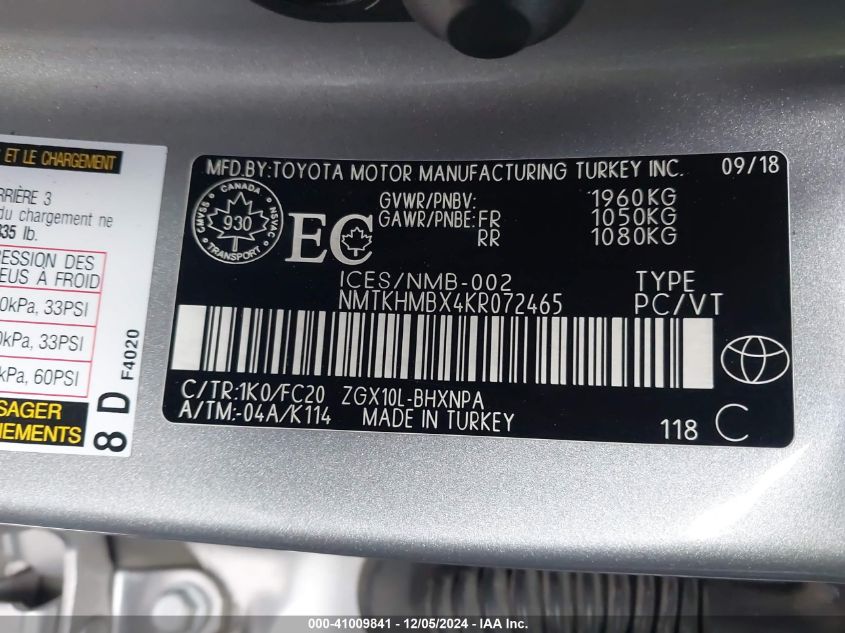 ET LE CHARGEMENT
RRIÈRE 3
du chargement ne
335 lb.
RESSION DES
EUS À FROID
0kPa, 33PSI
0kPa, 33PSI
kPa, 60PSI
SAGER
NEMENTS
8 D F4020
MFD.BY:TOYOTA MOTOR MANUFACTURING TURKEY INC. 09/18
CANADA
CMVSS 930 NSVAC
TRANSPORT
EC
GVWR/PNBV: 1960KG
GAWR/PNBE:FR 1050KG
RR 1080KG
ICES/NMB-002 TYPE
NMTKHMBX4KR072465 PC/VT
C/TR:1K0/FC20 ZGX10L-BHXNPA
A/TM:-04A/K114 MADE IN TURKEY
118 C
000-41009841 - 12/05/2024 - IAA Inc.